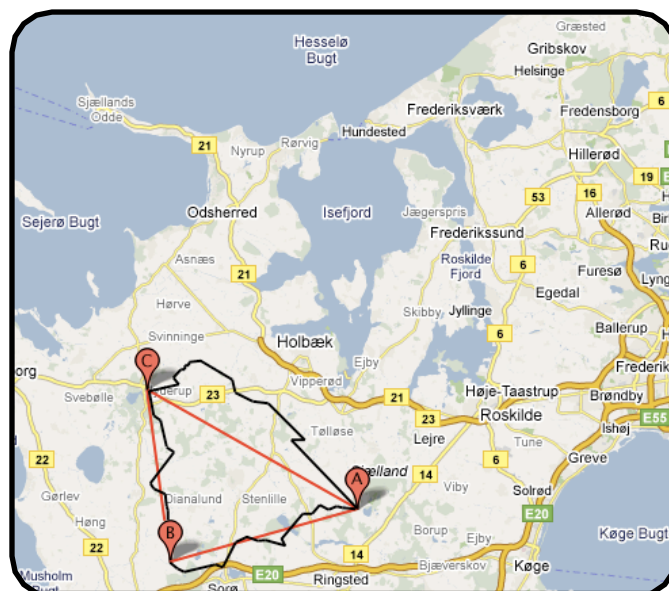 Græsted
Hesselø
Bugt
Gribskov
Helsinge
Sjællands
Odde
Frederiksværk
6
Fredensborg
Hundested
21
Nyrup
Rørvig
Hillerød
19
Odsherred
Isefjord
Jægerspris
53
16
Allerød
Sejerø Bugt
Frederikssund
Roskilde
Fjord
6
Furesø
Asnæs
21
Egedal
Hørve
Skibby
Jyllinge
Svinninge
Holbæk
Ejby
6
Ballerup
C
Vipperød
Svebølle
23
21
Høje-Taastrup
Brøndby
Roskilde
23
E55
Tølløse
Lejre
Tune
Ishøj
22
6
Greve
A
14
Viby
Solrød
Gørlev
Dianalund
Stenlille
E20
Høng
22
B
Borup
Ejby
Køge Bugt
14
Bjæverskov
Køge
Musholm
Sorø
E20
Ringsted